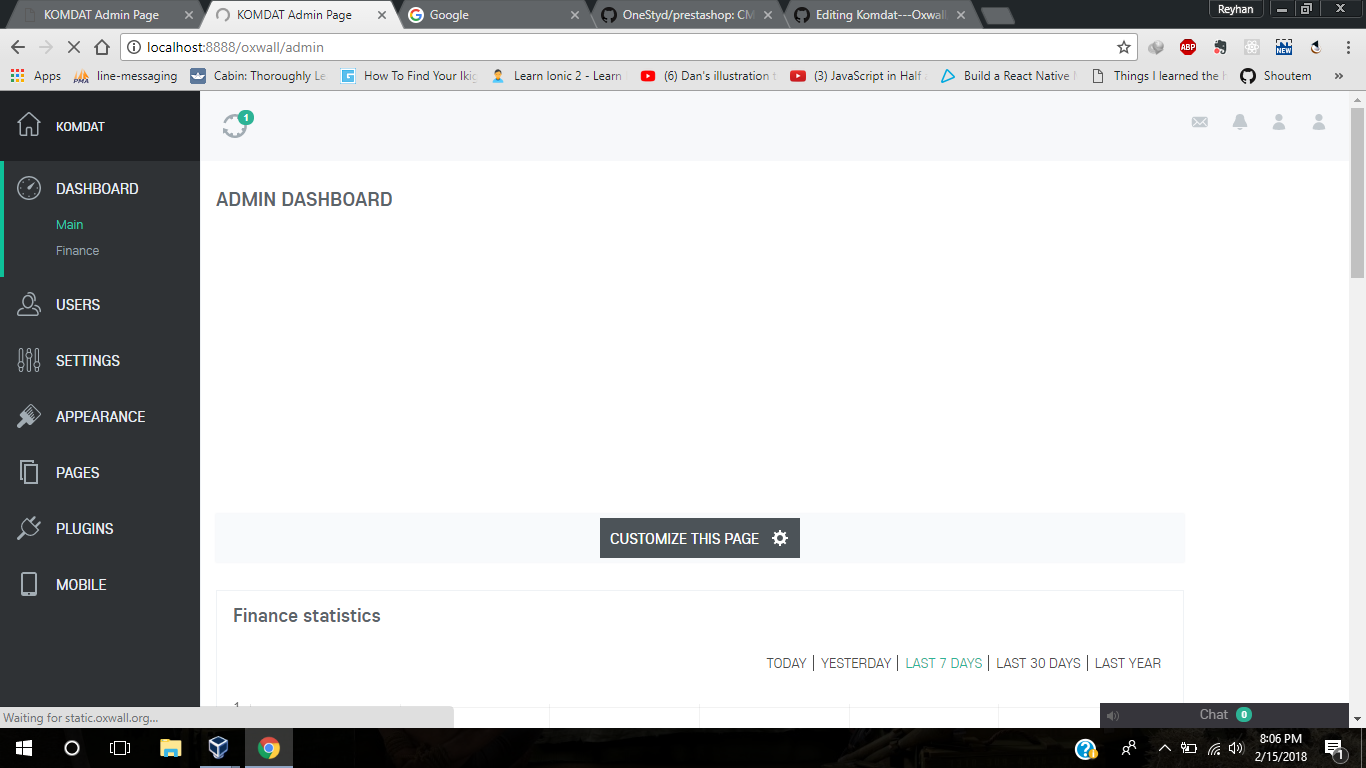 KOMDAT Admin Page KOMDAT Admin Page Google OneStyd/prestashop: CM Editing Komdat---Oxwall Reyhan
localhost:8888/oxwall/admin ABP NEW
Apps line-messaging Cabin: Thoroughly Le How To Find Your Ikig Learn Ionic 2 - Learn (6) Dan's illustration t (3) JavaScript in Half a Build a React Native Things I learned the h Shoutem »
KOMDAT
1
DASHBOARD
Main
Finance
USERS
SETTINGS
APPEARANCE
PAGES
PLUGINS
MOBILE
ADMIN DASHBOARD
CUSTOMIZE THIS PAGE
Finance statistics
TODAY | YESTERDAY | LAST 7 DAYS | LAST 30 DAYS | LAST YEAR
1
Waiting for static.oxwall.org...
Chat 0
8:06 PM
2/15/2018
1